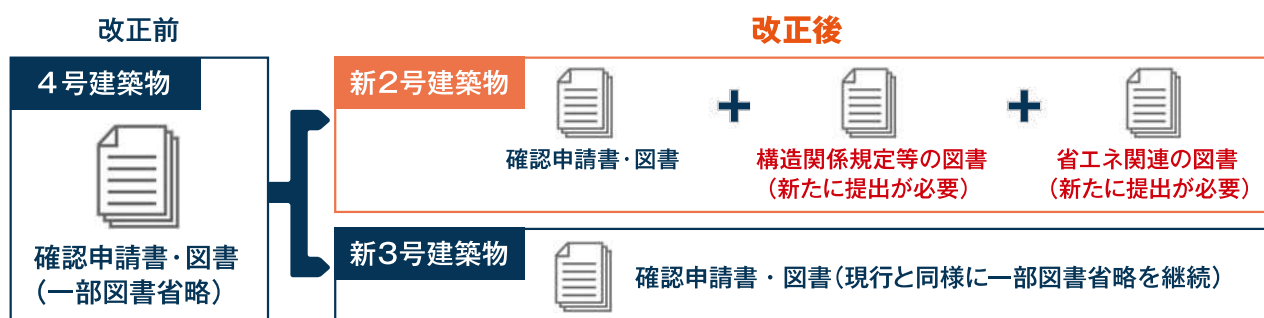 改正前
4号建築物
確認申請書・図書
（一部図書省略）
改正後
新2号建築物
確認申請書・図書
+
構造関係規定等の図書
（新たに提出が必要）
+
省エネ関連の図書
（新たに提出が必要）
新3号建築物
確認申請書・図書（現行と同様に一部図書省略を継続）